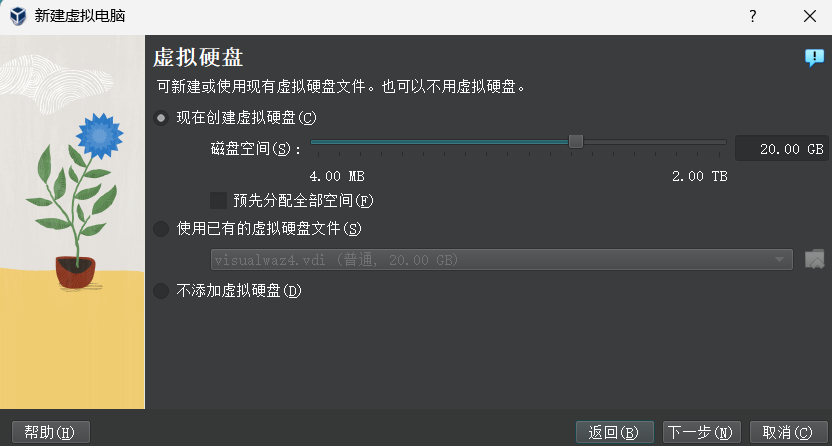 新建虚拟电脑
?
虚拟硬盘
可新建或使用现有虚拟硬盘文件。也可以不用虚拟硬盘。
现在创建虚拟硬盘(C)
磁盘空间(S)：
20.00 GB
4.00 MB 2.00 TB
预先分配全部空间(F)
使用已有的虚拟硬盘文件(S)
visualwaz4.vdi (普通, 20.00 GB)
不添加虚拟硬盘(D)
帮助(H) 返回(B) 下一步(N) 取消(C)